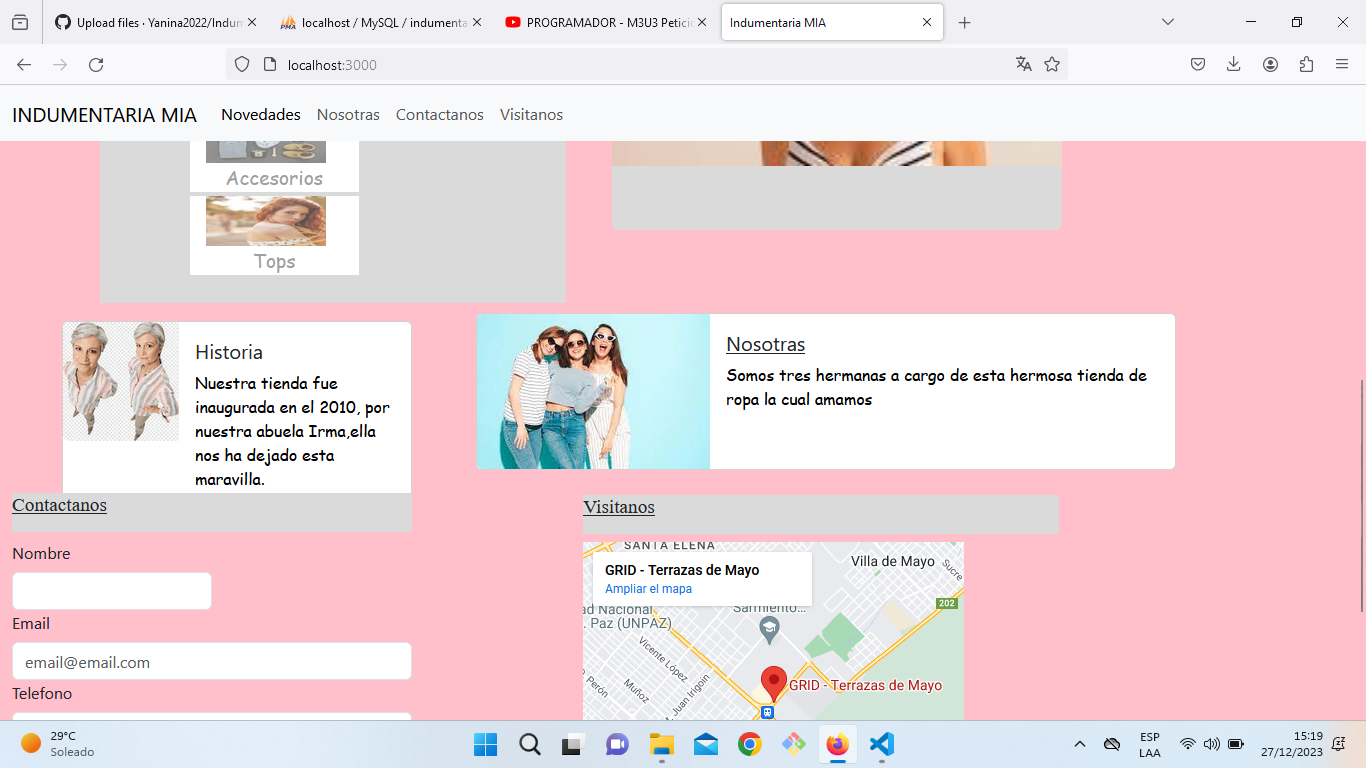 Upload files · Yanina2022/Indum
localhost / MySQL / indumenta
PROGRAMADOR - M3U3 Petici
Indumentaria MIA
localhost:3000
INDUMENTARIA MIA Novedades Nosotras Contactanos Visitanos
Accesorios
Tops
Historia
Nuestra tienda fue
inaugurada en el 2010, por
nuestra abuela Irma,ella
nos ha dejado esta
maravilla.
Nosotras
Somos tres hermanas a cargo de esta hermosa tienda de
ropa la cual amamos
Contactanos
Nombre
Email
email@email.com
Telefono
Visitanos
SANTA ELENA
GRID - Terrazas de Mayo
Ampliar el mapa
Villa de Mayo
Sucre
202
ad Nacional
. Paz (UNPAZ)
Sarmiento...
Vicente López
Muñoz
Perón
J. Juan Irigoin
GRID - Terrazas de Mayo
29°C
Soleado
ESP
LAA
15:19
27/12/2023